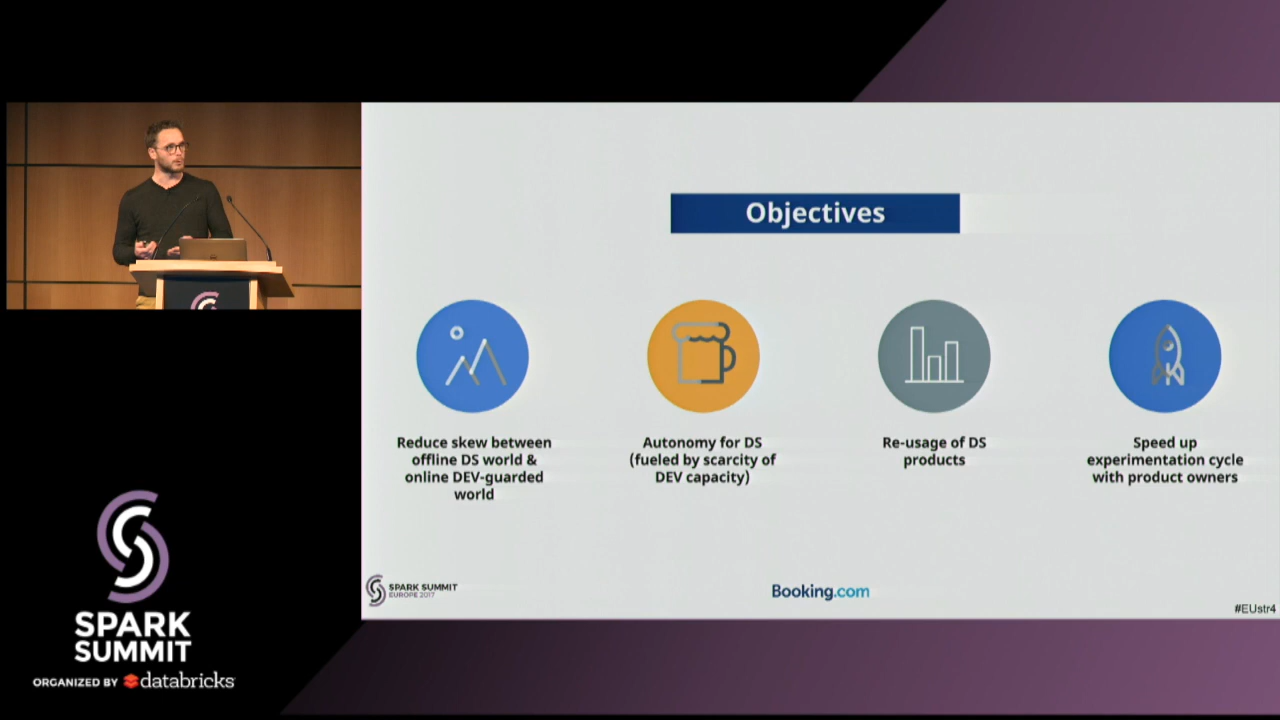 Objectives
Reduce skew between
offline DS world &
online DEV-guarded
world
Autonomy for DS
(fueled by scarcity of
DEV capacity)
Re-usage of DS
products
Speed up
experimentation cycle
with product owners
SPARK SUMMIT
EUROPE 2017
Booking.com
#EUstr4
SPARK
SUMMIT
ORGANIZED BY databricks